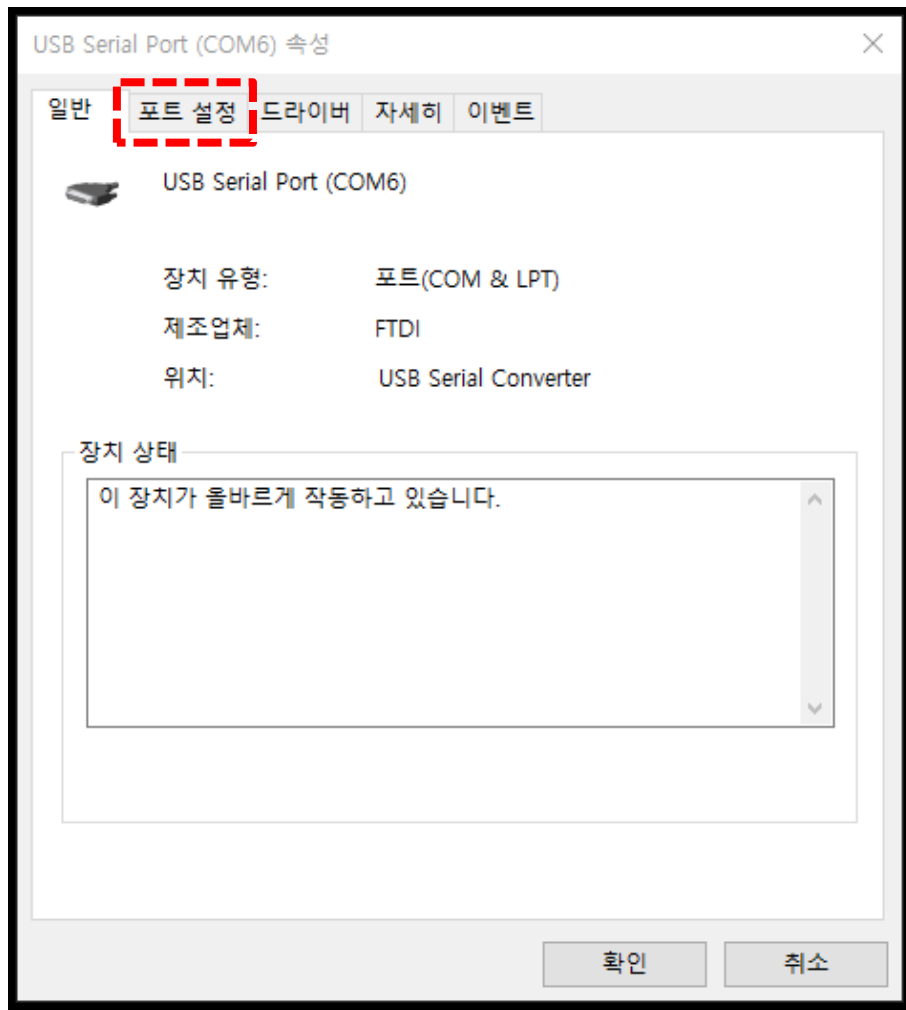 USB Serial Port (COM6) 속성
일반 포트 설정 드라이버 자세히 이벤트
USB Serial Port (COM6)
장치 유형: 포트(COM & LPT)
제조업체: FTDI
위치: USB Serial Converter
장치 상태
이 장치가 올바르게 작동하고 있습니다.
확인 취소